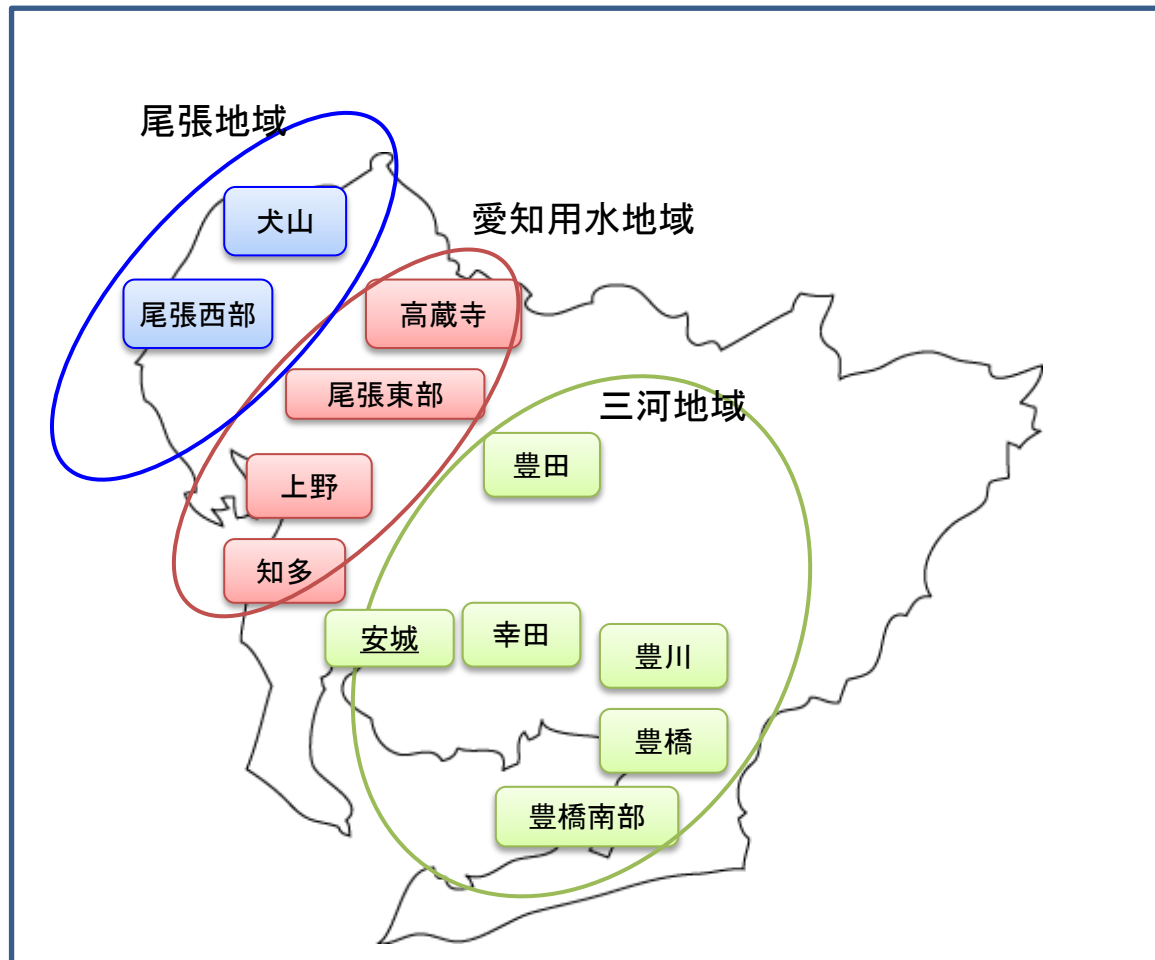 尾張地域
犬山
愛知用水地域
尾張西部
高蔵寺
尾張東部
三河地域
豊田
上野
知多
安城
幸田
豊川
豊橋
豊橋南部